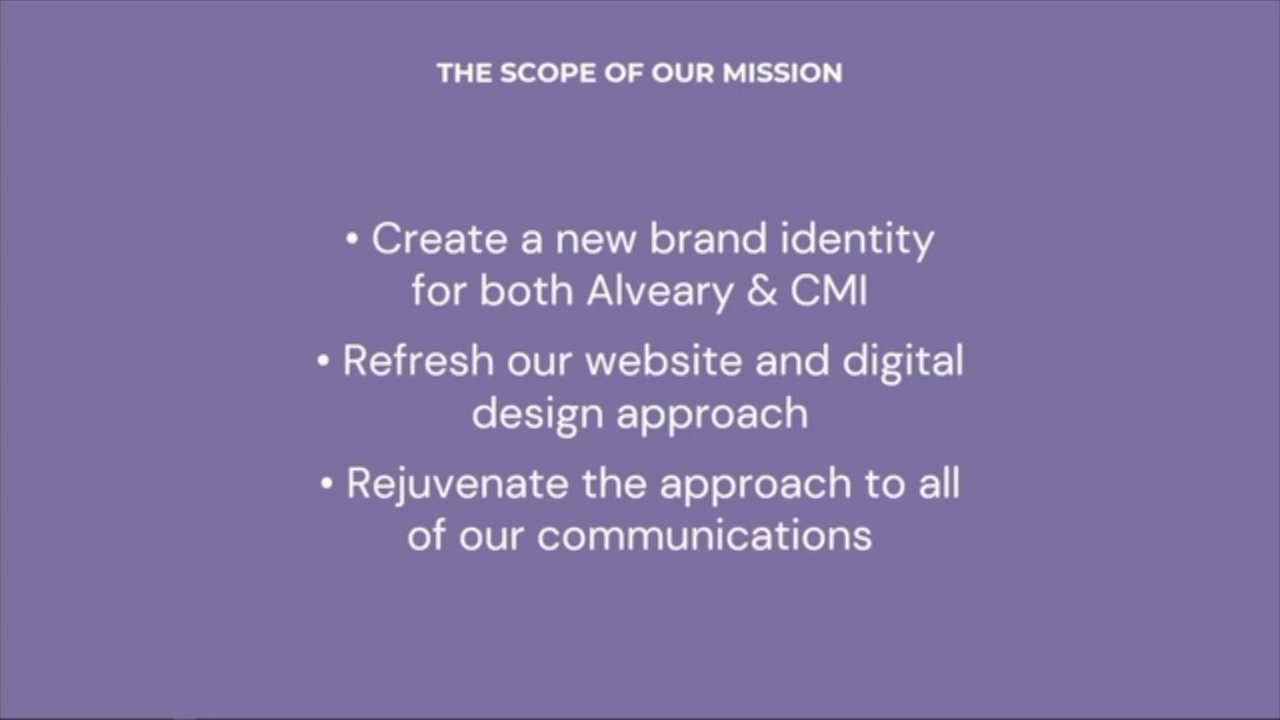 THE SCOPE OF OUR MISSION
• Create a new brand identity
for both Alveary & CMI
• Refresh our website and digital
design approach
• Rejuvenate the approach to all
of our communications